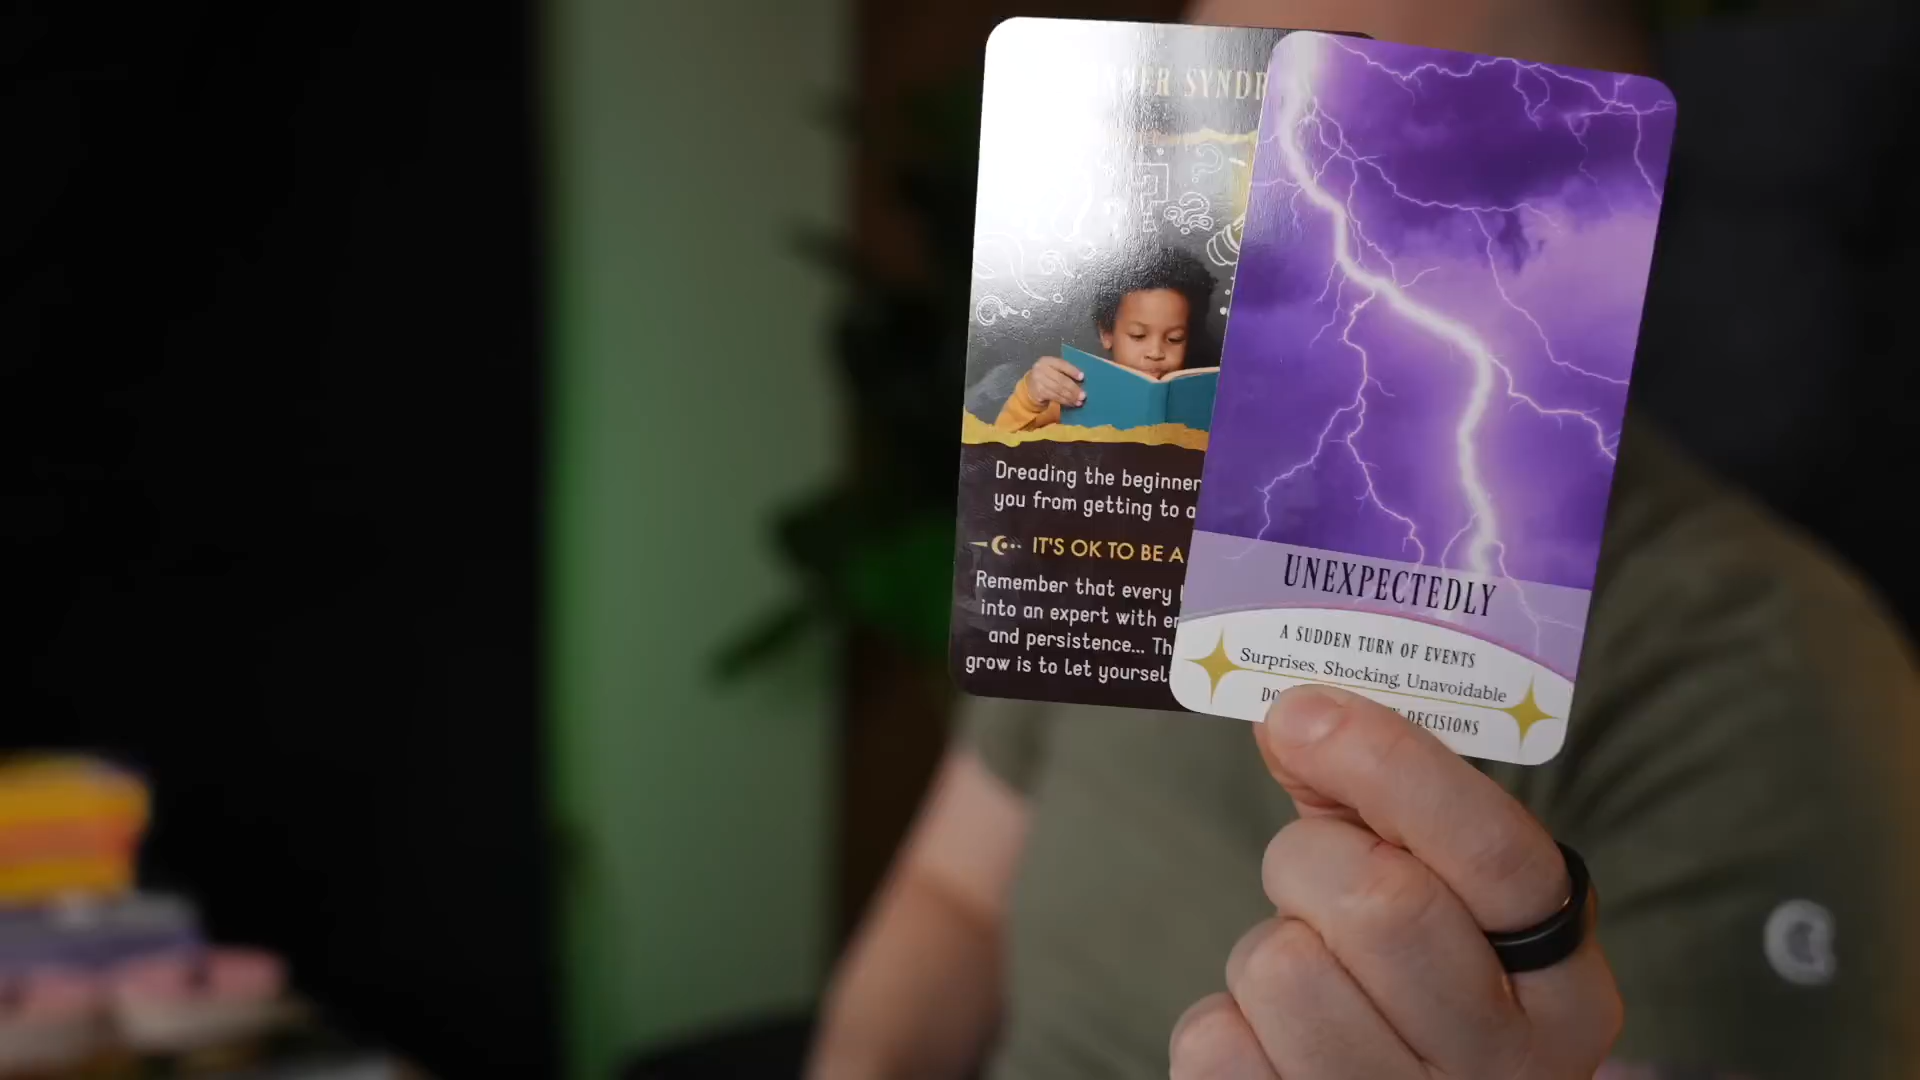 SYNDR
Dreading the beginner
you from getting to a
IT'S OK TO BE A
Remember that every
into an expert with
and persistence... Th
grow is to let yoursel
UNEXPECTEDLY
A SUDDEN TURN OF EVENTS
Surprises, Shocking, Unavoidable
DECISIONS